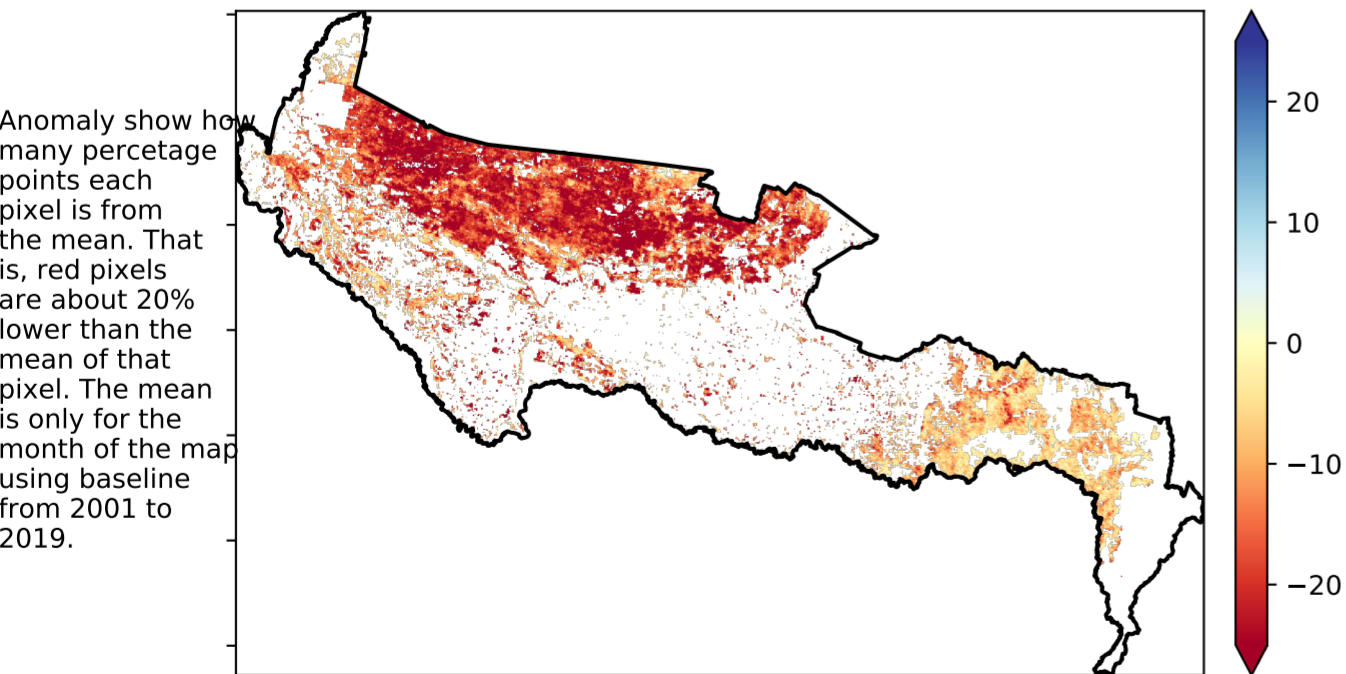 Anomaly show how
many percetage
points each
pixel is from
the mean. That
is, red pixels
are about 20%
lower than the
mean of that
pixel. The mean
is only for the
month of the map
using baseline
from 2001 to
2019.
20
10
0
−10
−20